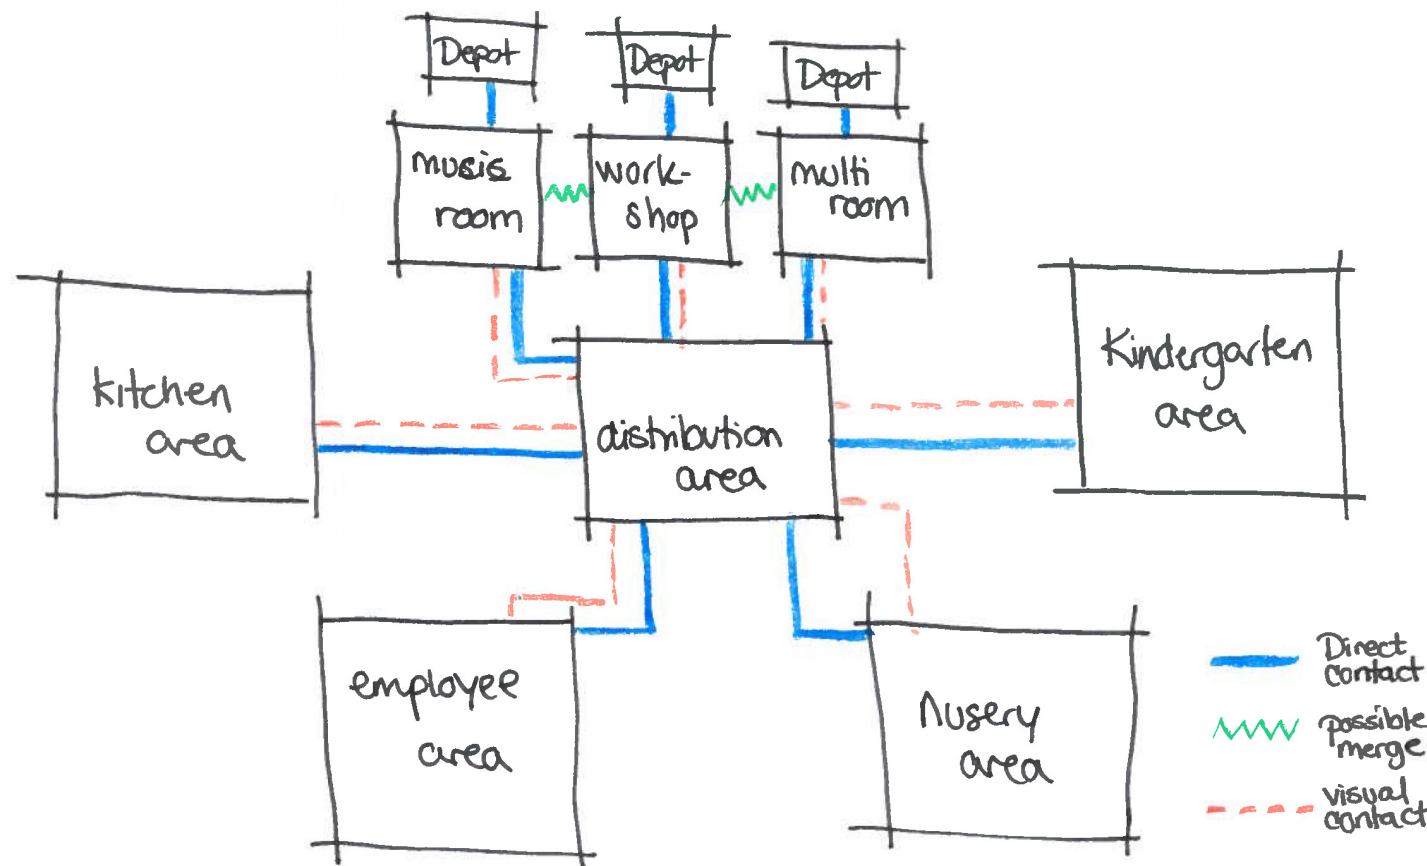 Depot
Depot
Depot
musis
room
work-
shop
multi
room
kitchen
area
distribution
area
Kindergarten
area
employee
area
Nusery
area
Direct
contact
possible
merge
visual
contact